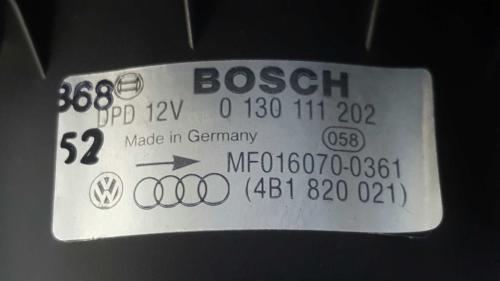 BOSCH
868
DPD 12V 0 130 111 202
52
Made in Germany 058
MF016070-0361
(4B1 820 021)